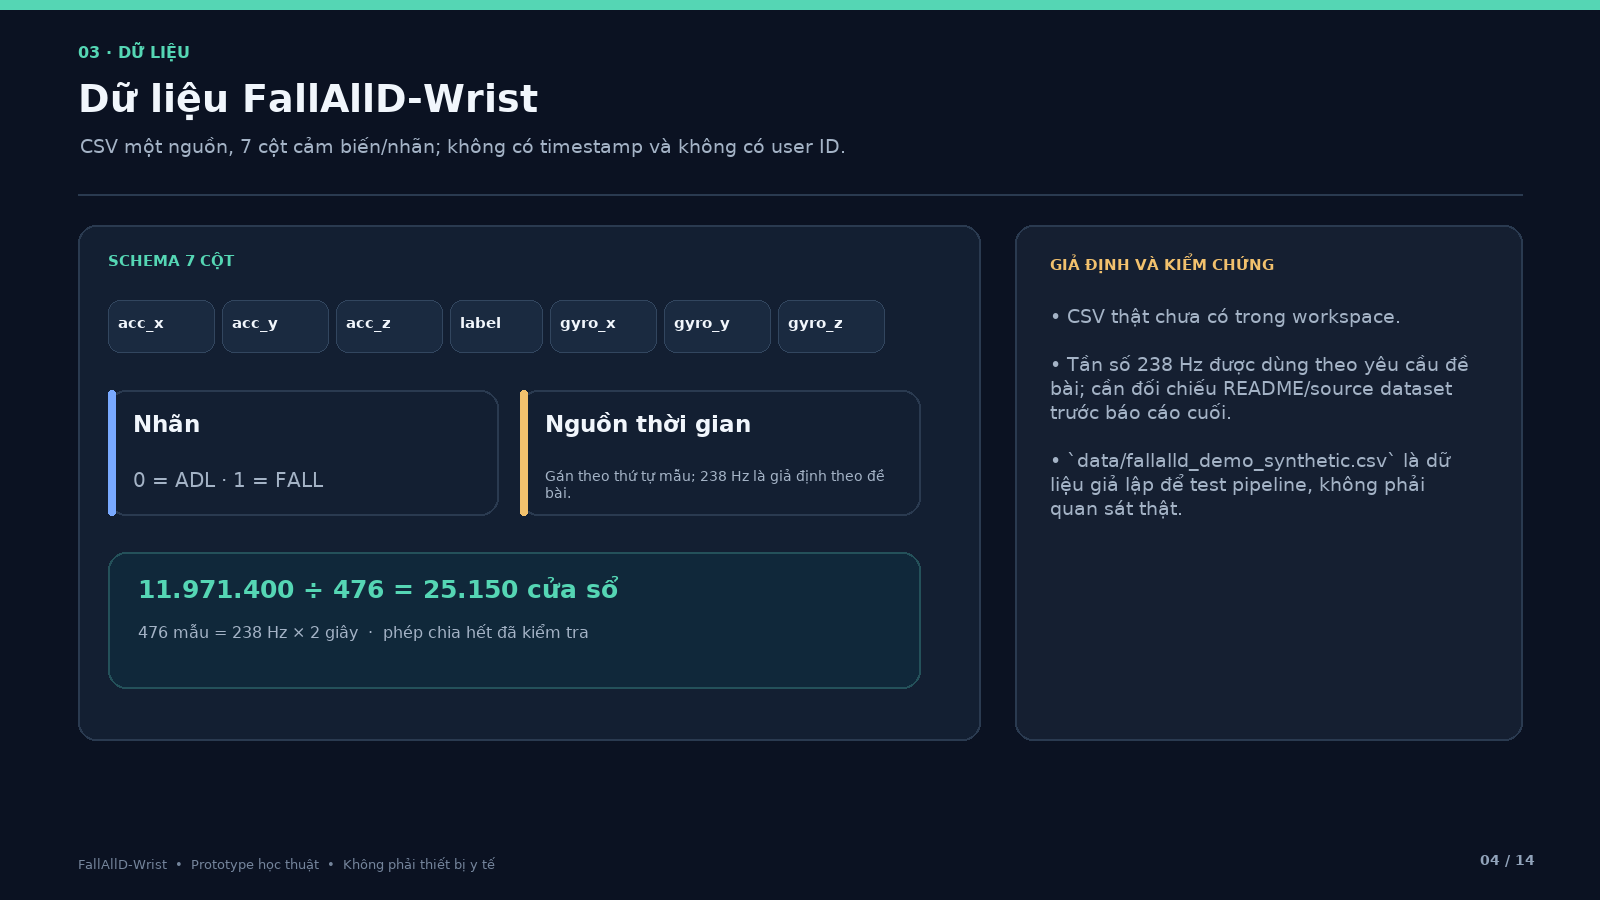 03 · DỮ LIỆU
Dữ liệu FallAllD-Wrist
CSV một nguồn, 7 cột cảm biến/nhãn; không có timestamp và không có user ID.
SCHEMA 7 CỘT
acc_x
acc_y
acc_z
label
gyro_x
gyro_y
gyro_z
Nhãn
0 = ADL · 1 = FALL
Nguồn thời gian
Gán theo thứ tự mẫu; 238 Hz là giả định theo đề
bài.
11.971.400 ÷ 476 = 25.150 cửa sổ
476 mẫu = 238 Hz × 2 giây · phép chia hết đã kiểm tra
GIẢ ĐỊNH VÀ KIỂM CHỨNG
• CSV thật chưa có trong workspace.
• Tần số 238 Hz được dùng theo yêu cầu đề
bài; cần đối chiếu README/source dataset
trước báo cáo cuối.
• `data/fallalld_demo_synthetic.csv` là dữ
liệu giả lập để test pipeline, không phải
quan sát thật.
FallAllD-Wrist • Prototype học thuật • Không phải thiết bị y tế
04 / 14